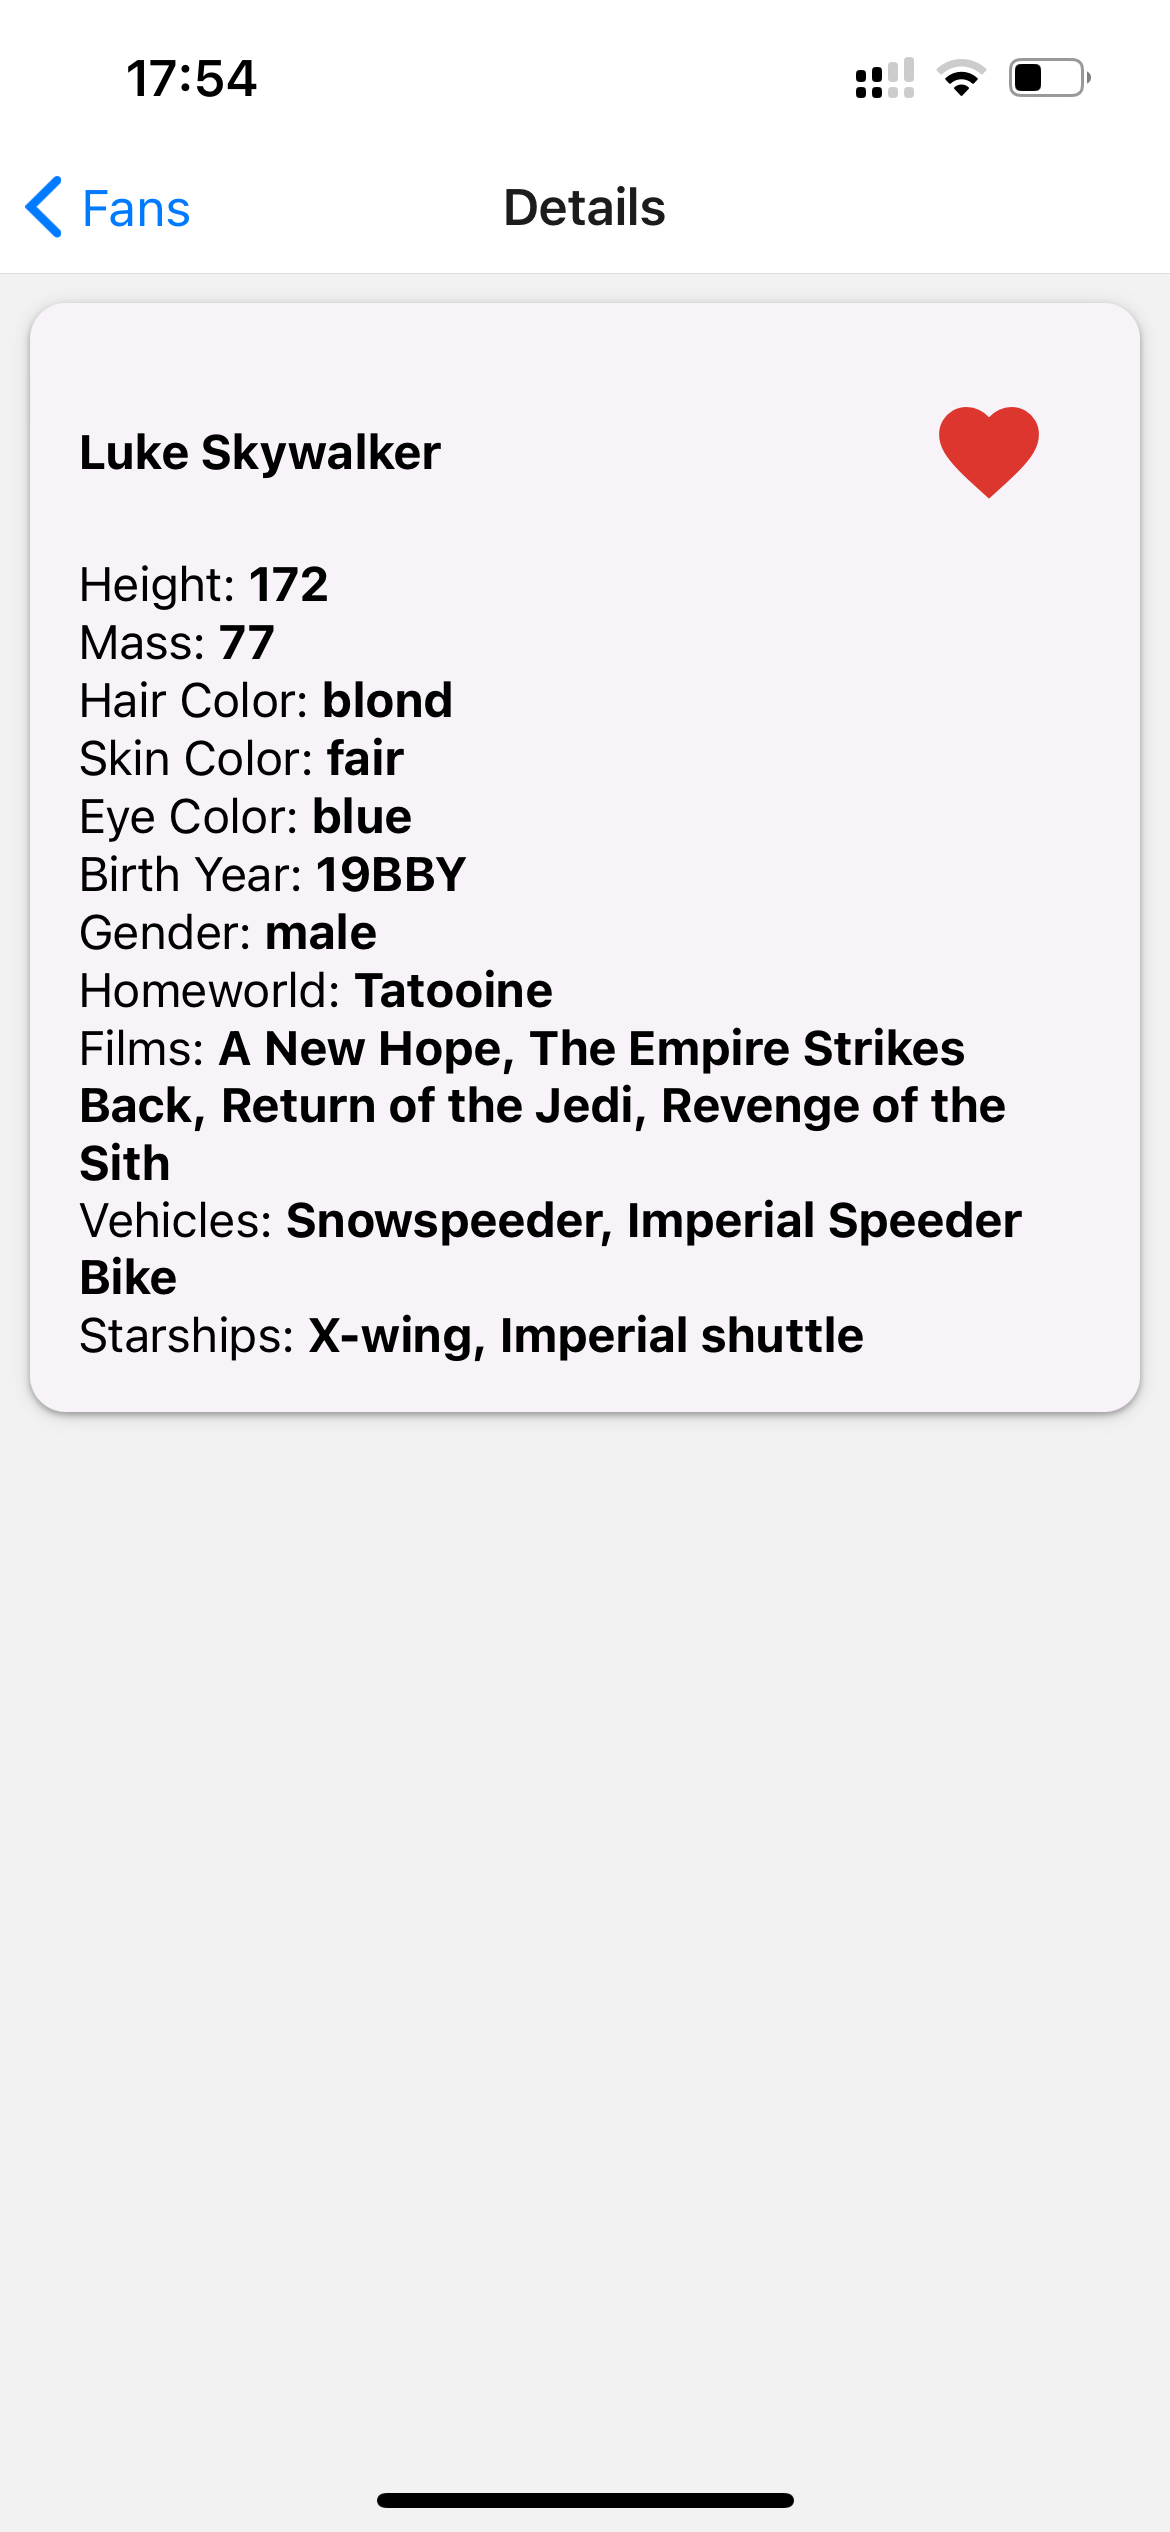 17:54
Fans
Details
Luke Skywalker
Height: 172
Mass: 77
Hair Color: blond
Skin Color: fair
Eye Color: blue
Birth Year: 19BBY
Gender: male
Homeworld: Tatooine
Films: A New Hope, The Empire Strikes
Back, Return of the Jedi, Revenge of the
Sith
Vehicles: Snowspeeder, Imperial Speeder
Bike
Starships: X-wing, Imperial shuttle